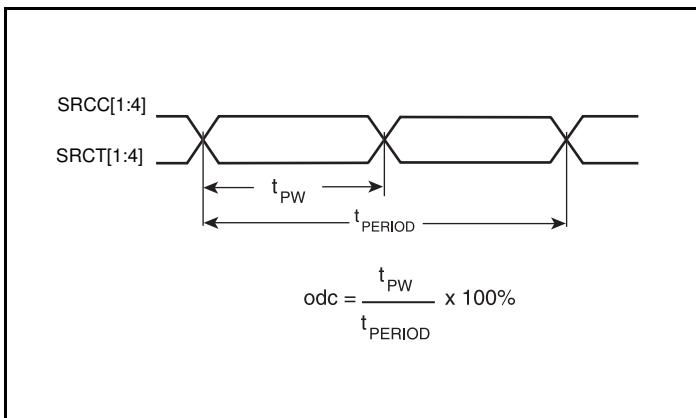 SRCC[1:4]
SRCT[1:4]
tPW
tPERIOD
odc = tPW / tPERIOD x 100%